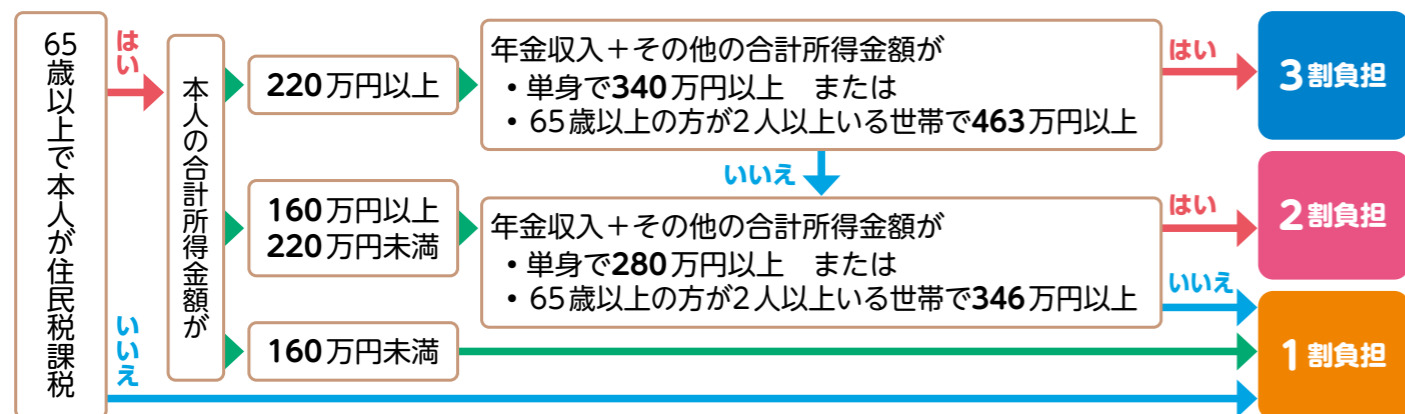 65歳以上で本人が住民税課税
はい
いいえ
本人の合計所得金額が
220万円以上
年金収入＋その他の合計所得金額が
・単身で340万円以上　または
・65歳以上の方が2人以上いる世帯で463万円以上
はい
3割負担
いいえ
160万円以上
220万円未満
年金収入＋その他の合計所得金額が
・単身で280万円以上　または
・65歳以上の方が2人以上いる世帯で346万円以上
はい
2割負担
いいえ
160万円未満
1割負担